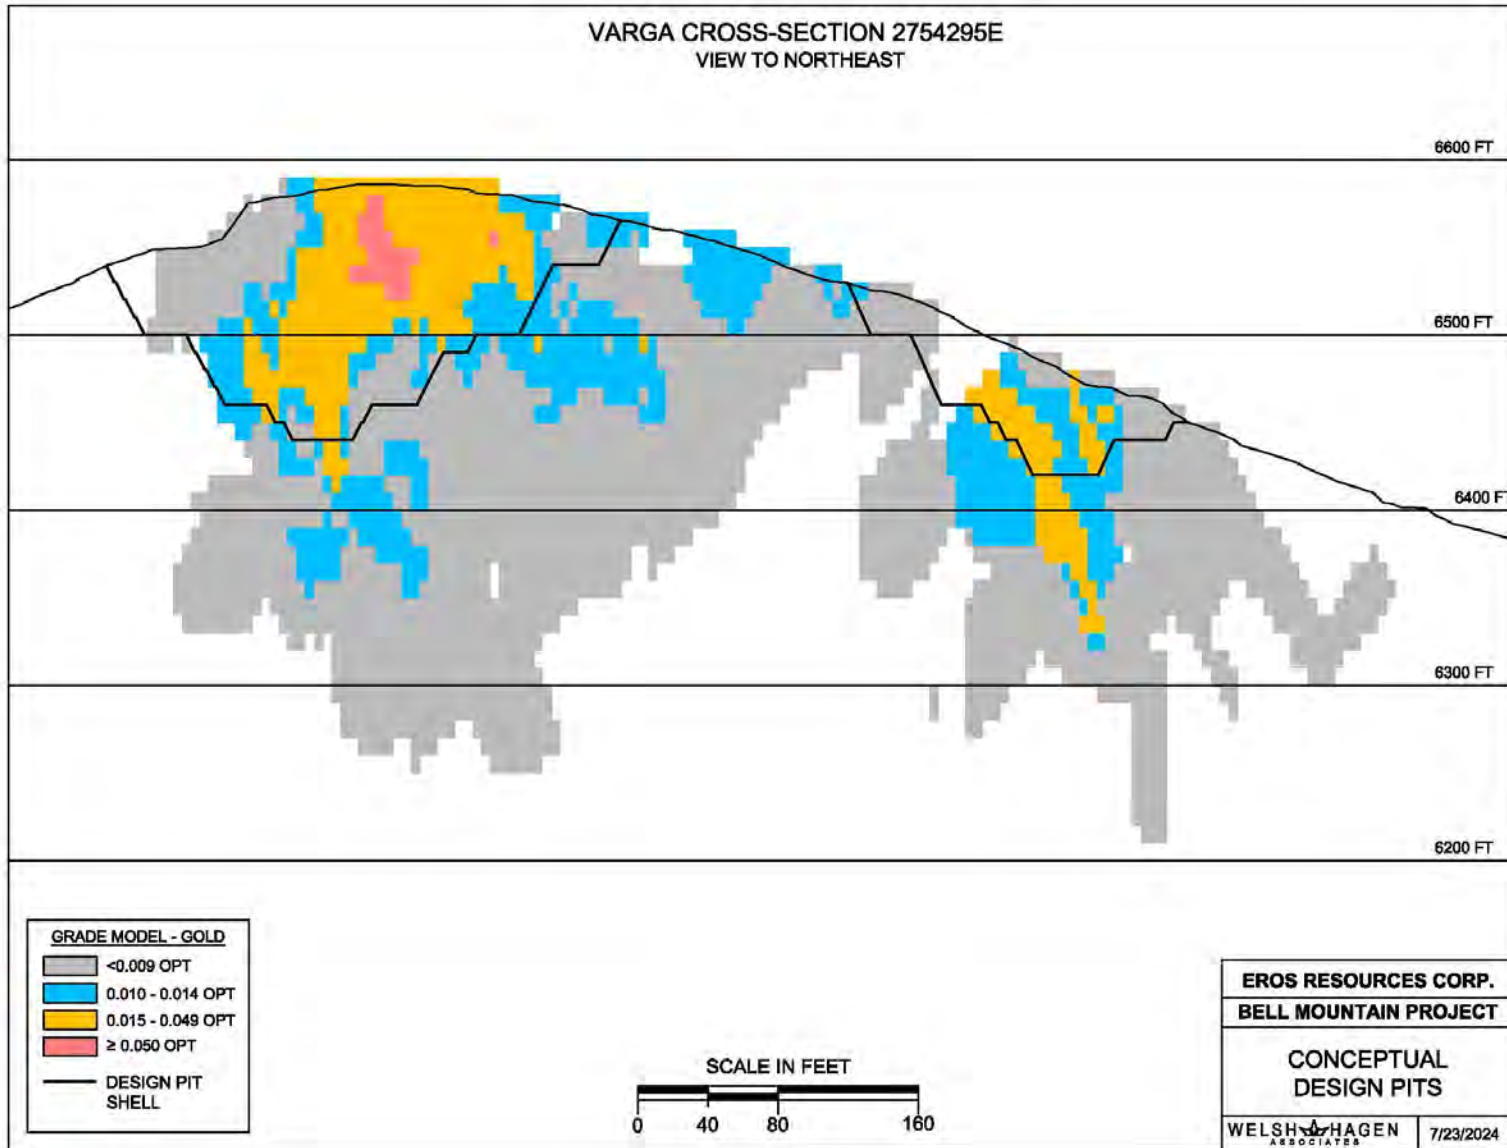 VARGA CROSS-SECTION 2754295E
VIEW TO NORTHEAST
6600 FT
6500 FT
6400 FT
6300 FT
6200 FT
GRADE MODEL - GOLD
<0.009 OPT
0.010 - 0.014 OPT
0.015 - 0.049 OPT
≥ 0.050 OPT
DESIGN PIT
SHELL
SCALE IN FEET
0 40 80 160
EROS RESOURCES CORP.
BELL MOUNTAIN PROJECT
CONCEPTUAL
DESIGN PITS
WELSH HAGEN
ASSOCIATES
7/23/2024